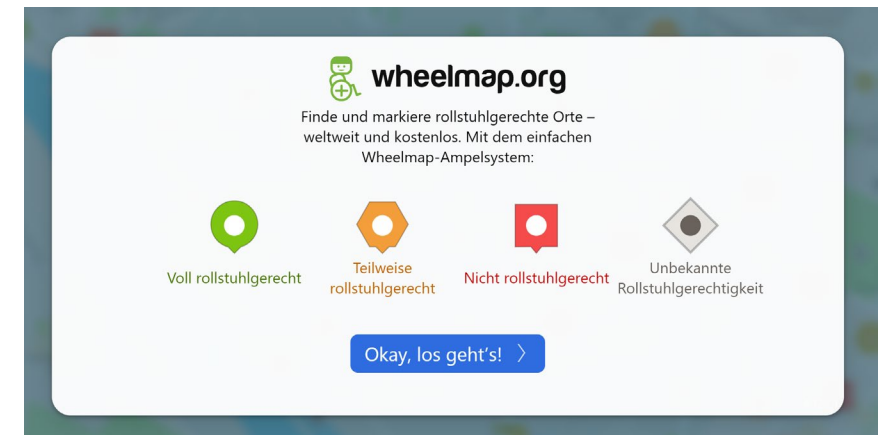 wheelmap.org
Finde und markiere rollstuhlgerechte Orte –
weltweit und kostenlos. Mit dem einfachen
Wheelmap-Ampelsystem:
Voll rollstuhlgerecht
Teilweise
rollstuhlgerecht
Nicht rollstuhlgerecht
Unbekannte
Rollstuhlgerechtigkeit
Okay, los geht's!